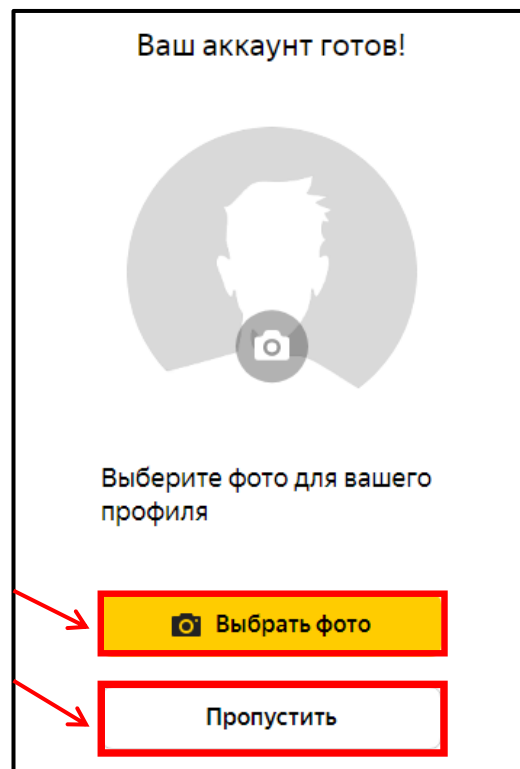 Ваш аккаунт готов!
Выберите фото для вашего
профиля
Выбрать фото
Пропустить